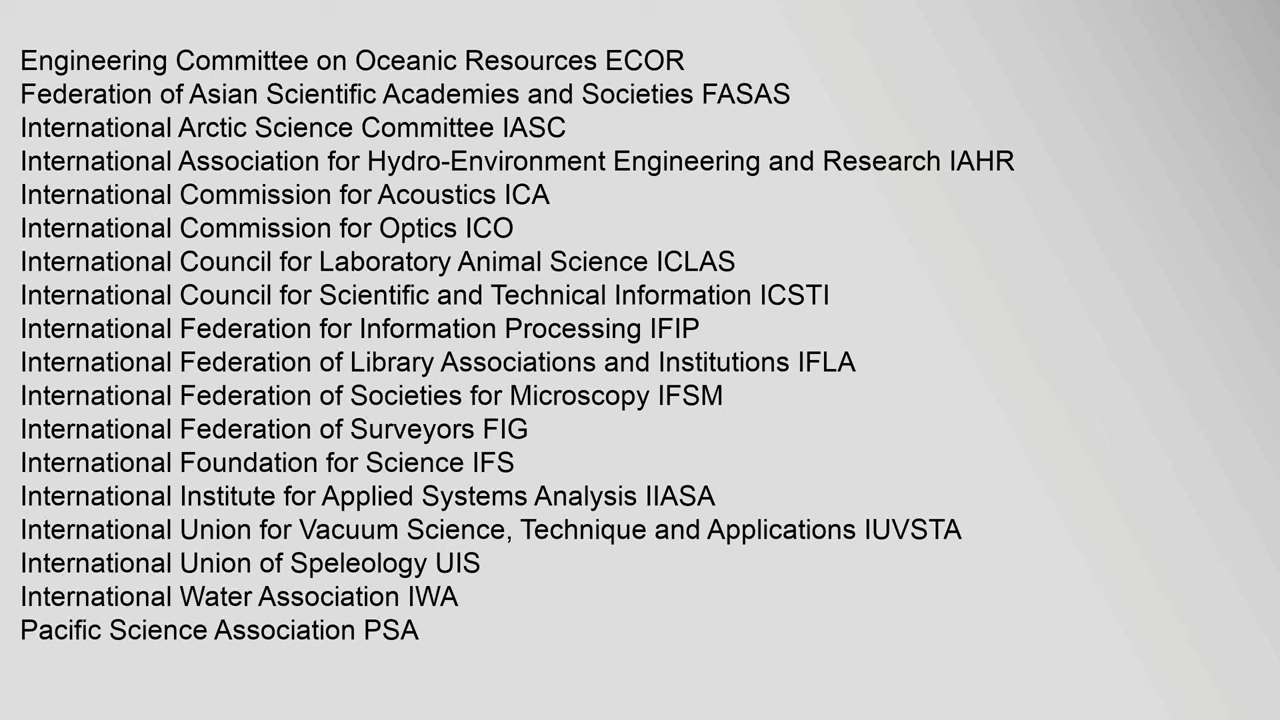 Engineering Committee on Oceanic Resources ECOR
Federation of Asian Scientific Academies and Societies FASAS
International Arctic Science Committee IASC
International Association for Hydro-Environment Engineering and Research IAHR
International Commission for Acoustics ICA
International Commission for Optics ICO
International Council for Laboratory Animal Science ICLAS
International Council for Scientific and Technical Information ICSTI
International Federation for Information Processing IFIP
International Federation of Library Associations and Institutions IFLA
International Federation of Societies for Microscopy IFSM
International Federation of Surveyors FIG
International Foundation for Science IFS
International Institute for Applied Systems Analysis IIASA
International Union for Vacuum Science, Technique and Applications IUVSTA
International Union of Speleology UIS
International Water Association IWA
Pacific Science Association PSA